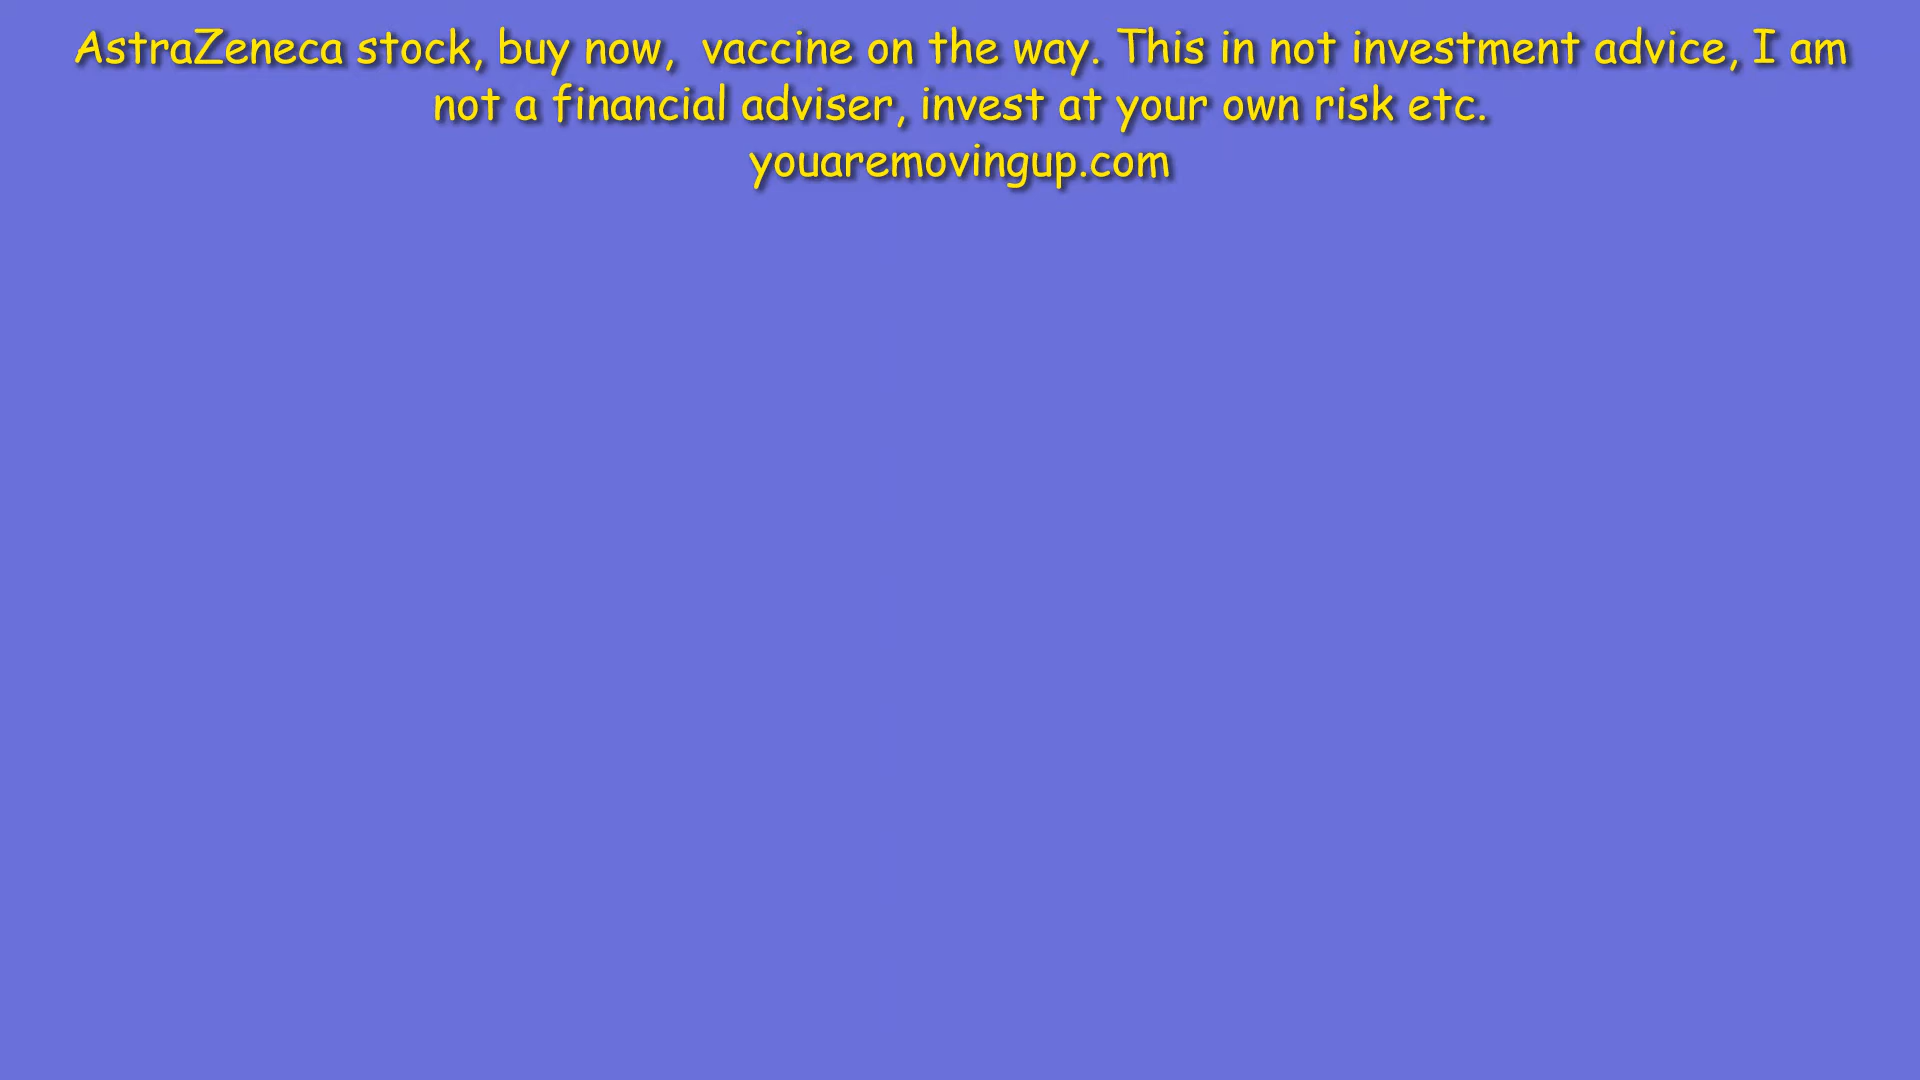 AstraZeneca stock, buy now,  vaccine on the way. This in not investment advice, I am
not a financial adviser, invest at your own risk etc.
youaremovingup.com